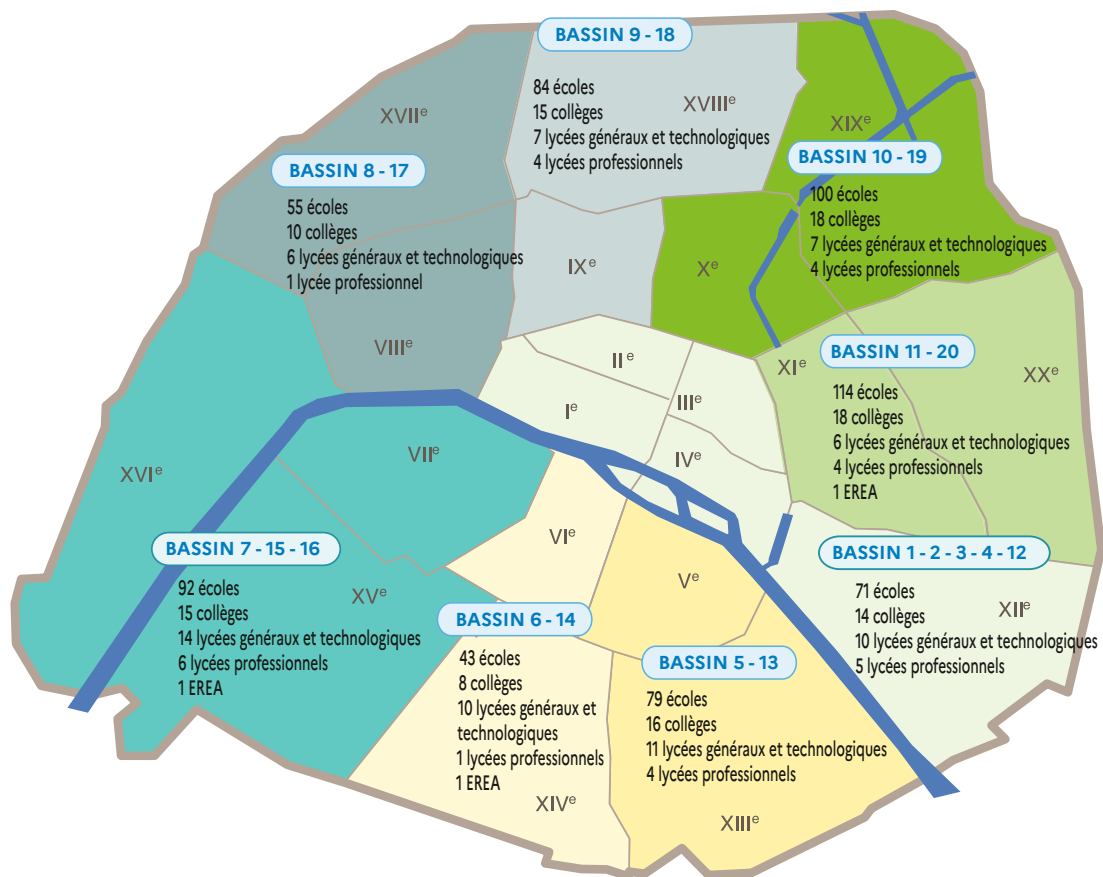 BASSIN 9 - 18
84 écoles
15 collèges
7 lycées généraux et technologiques
4 lycées professionnels
XVIIIe
XVIIe
BASSIN 8 - 17
55 écoles
10 collèges
6 lycées généraux et technologiques
1 lycée professionnel
VIIIe
IXe
XIXe
BASSIN 10 - 19
100 écoles
18 collèges
7 lycées généraux et technologiques
4 lycées professionnels
Xe
IIe
Ie
IIIe
IVe
XIe
BASSIN 11 - 20
XXe
114 écoles
18 collèges
6 lycées généraux et technologiques
4 lycées professionnels
1 EREA
XVIe
VIIe
BASSIN 7 - 15 - 16
92 écoles
15 collèges
14 lycées généraux et technologiques
6 lycées professionnels
1 EREA
XVe
VIe
Ve
BASSIN 1 - 2 - 3 - 4 - 12
71 écoles
14 collèges
10 lycées généraux et technologiques
5 lycées professionnels
XIIe
BASSIN 6 - 14
43 écoles
8 collèges
10 lycées généraux et
technologiques
1 lycées professionnels
1 EREA
XIVe
BASSIN 5 - 13
79 écoles
16 collèges
11 lycées généraux et technologiques
4 lycées professionnels
XIIIe